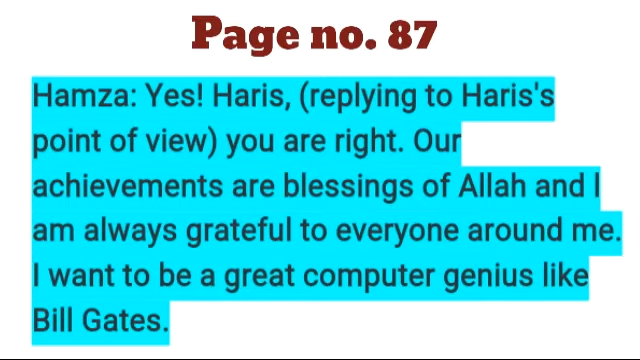 Page no. 87
Hamza: Yes! Haris, (replying to Haris's
point of view) you are right. Our
achievements are blessings of Allah and I
am always grateful to everyone around me.
I want to be a great computer genius like
Bill Gates.